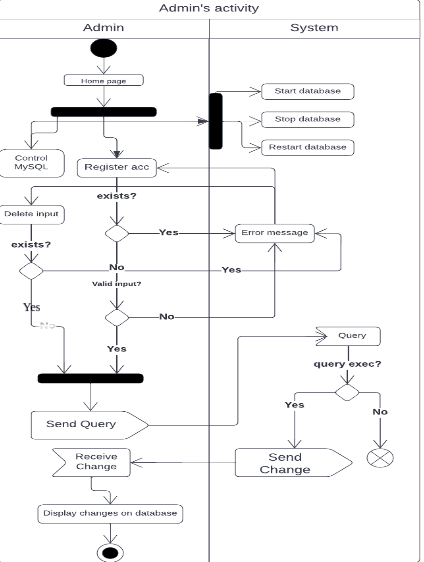 Admin's activity
Admin
System
Home page
Start database
Stop database
Restart database
Control
MySQL
Register acc
exists?
Delete input
Yes
Error message
exists?
No
Yes
Valid input?
Yes
No
No
Query
Yes
query exec?
Yes
No
Send Query
Receive
Change
Send
Change
Display changes on database